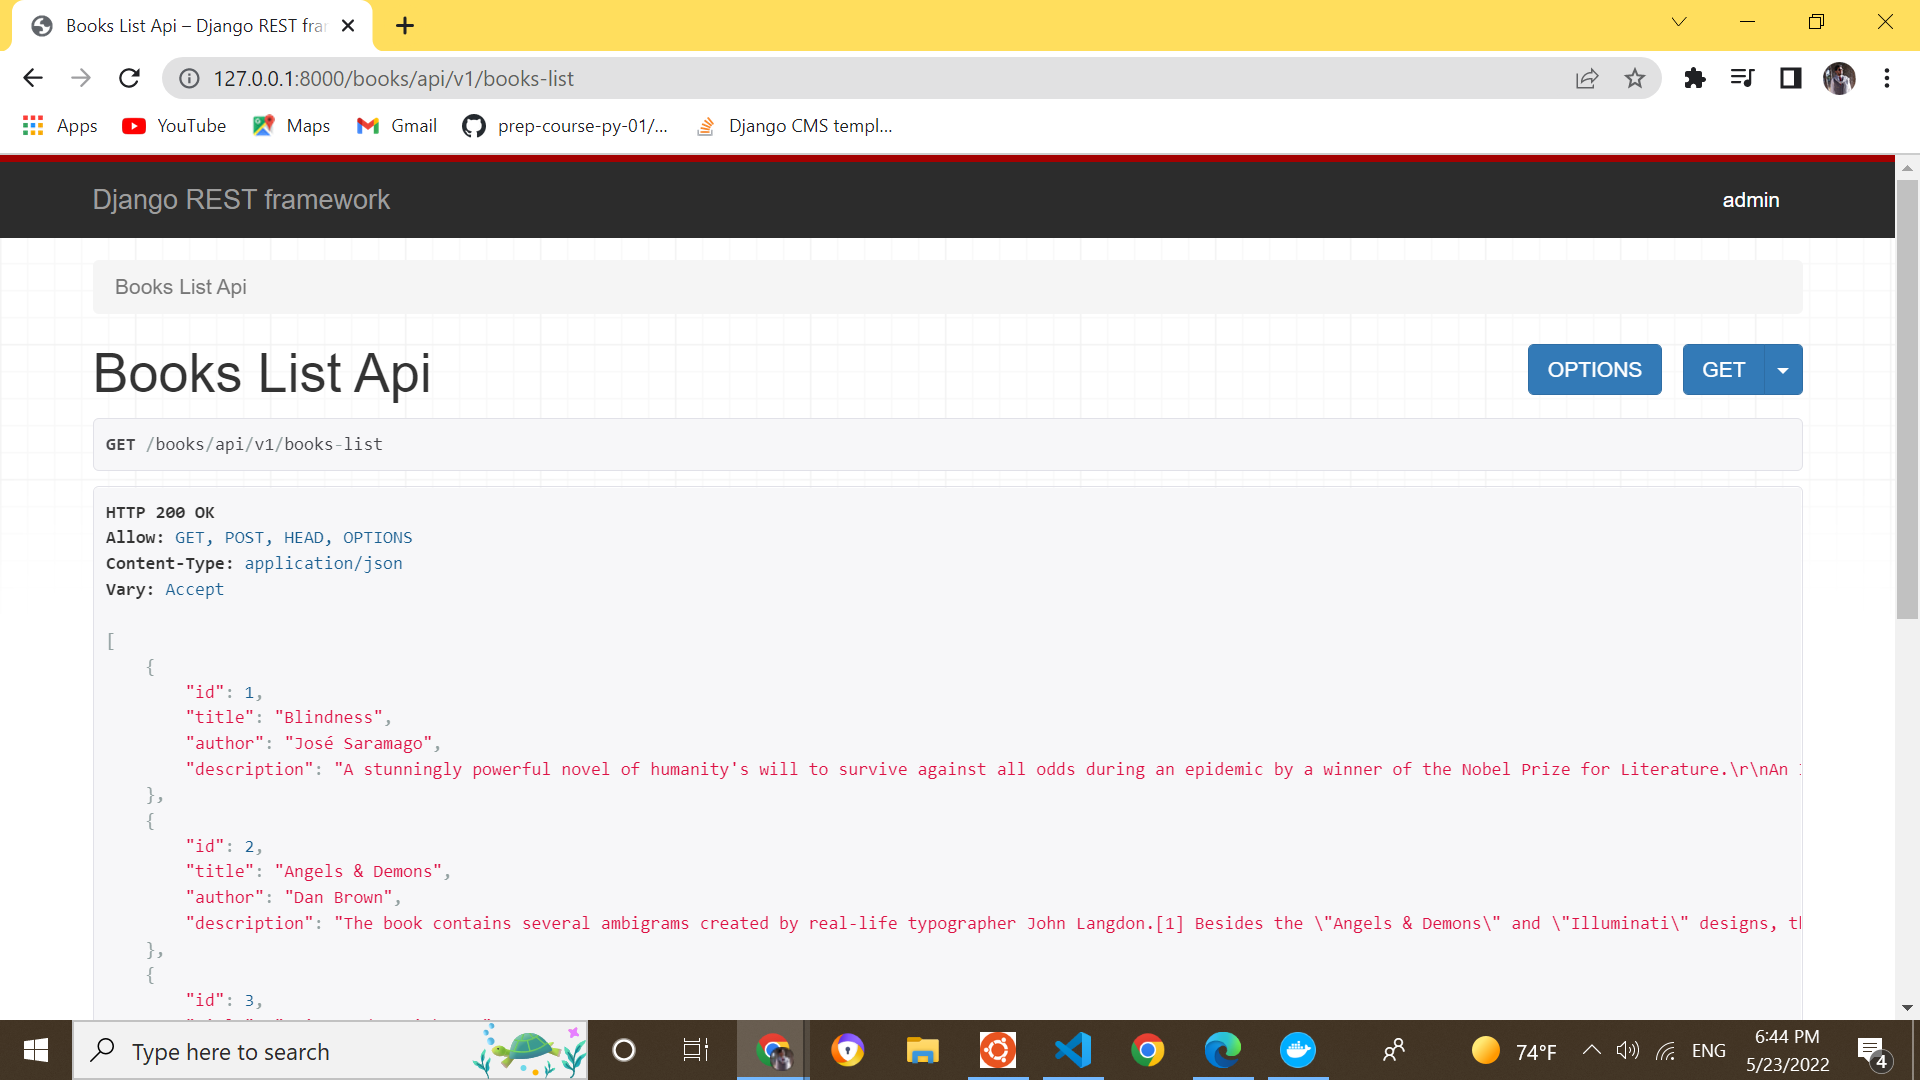 Books List Api – Django REST fra
127.0.0.1:8000/books/api/v1/books-list
Apps
YouTube
Maps
Gmail
prep-course-py-01/...
Django CMS templ...
Django REST framework
admin
Books List Api
Books List Api
OPTIONS
GET
GET /books/api/v1/books-list
HTTP 200 OK
Allow: GET, POST, HEAD, OPTIONS
Content-Type: application/json
Vary: Accept
[
{
"id": 1,
"title": "Blindness",
"author": "José Saramago",
"description": "A stunningly powerful novel of humanity's will to survive against all odds during an epidemic by a winner of the Nobel Prize for Literature.\r\nAn
},
{
"id": 2,
"title": "Angels & Demons",
"author": "Dan Brown",
"description": "The book contains several ambigrams created by real-life typographer John Langdon.[1] Besides the \"Angels & Demons\" and \"Illuminati\" designs,
},
{
"id": 3,
Type here to search
74°F
ENG
6:44 PM
5/23/2022
4